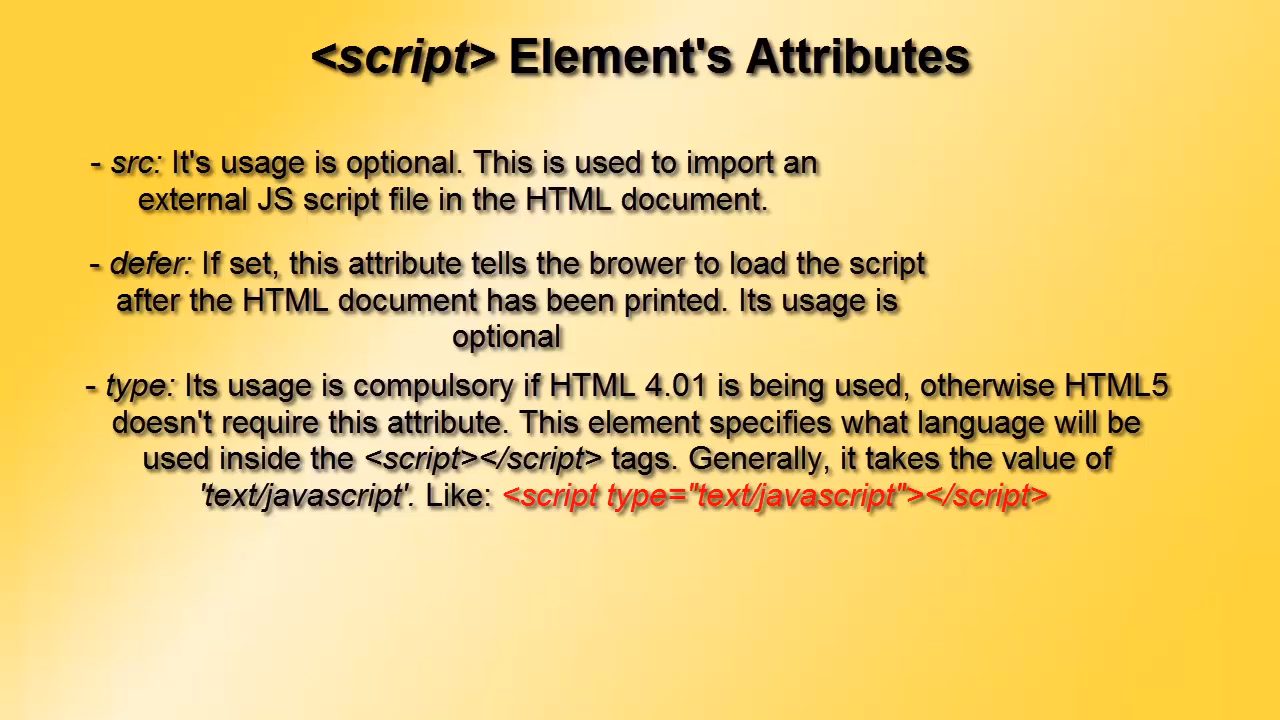 <script> Element's Attributes
- src: It's usage is optional. This is used to import an
external JS script file in the HTML document.
- defer: If set, this attribute tells the brower to load the script
after the HTML document has been printed. Its usage is
optional
- type: Its usage is compulsory if HTML 4.01 is being used, otherwise HTML5
doesn't require this attribute. This element specifies what language will be
used inside the <script></script> tags. Generally, it takes the value of
'text/javascript'. Like: <script type="text/javascript"></script>